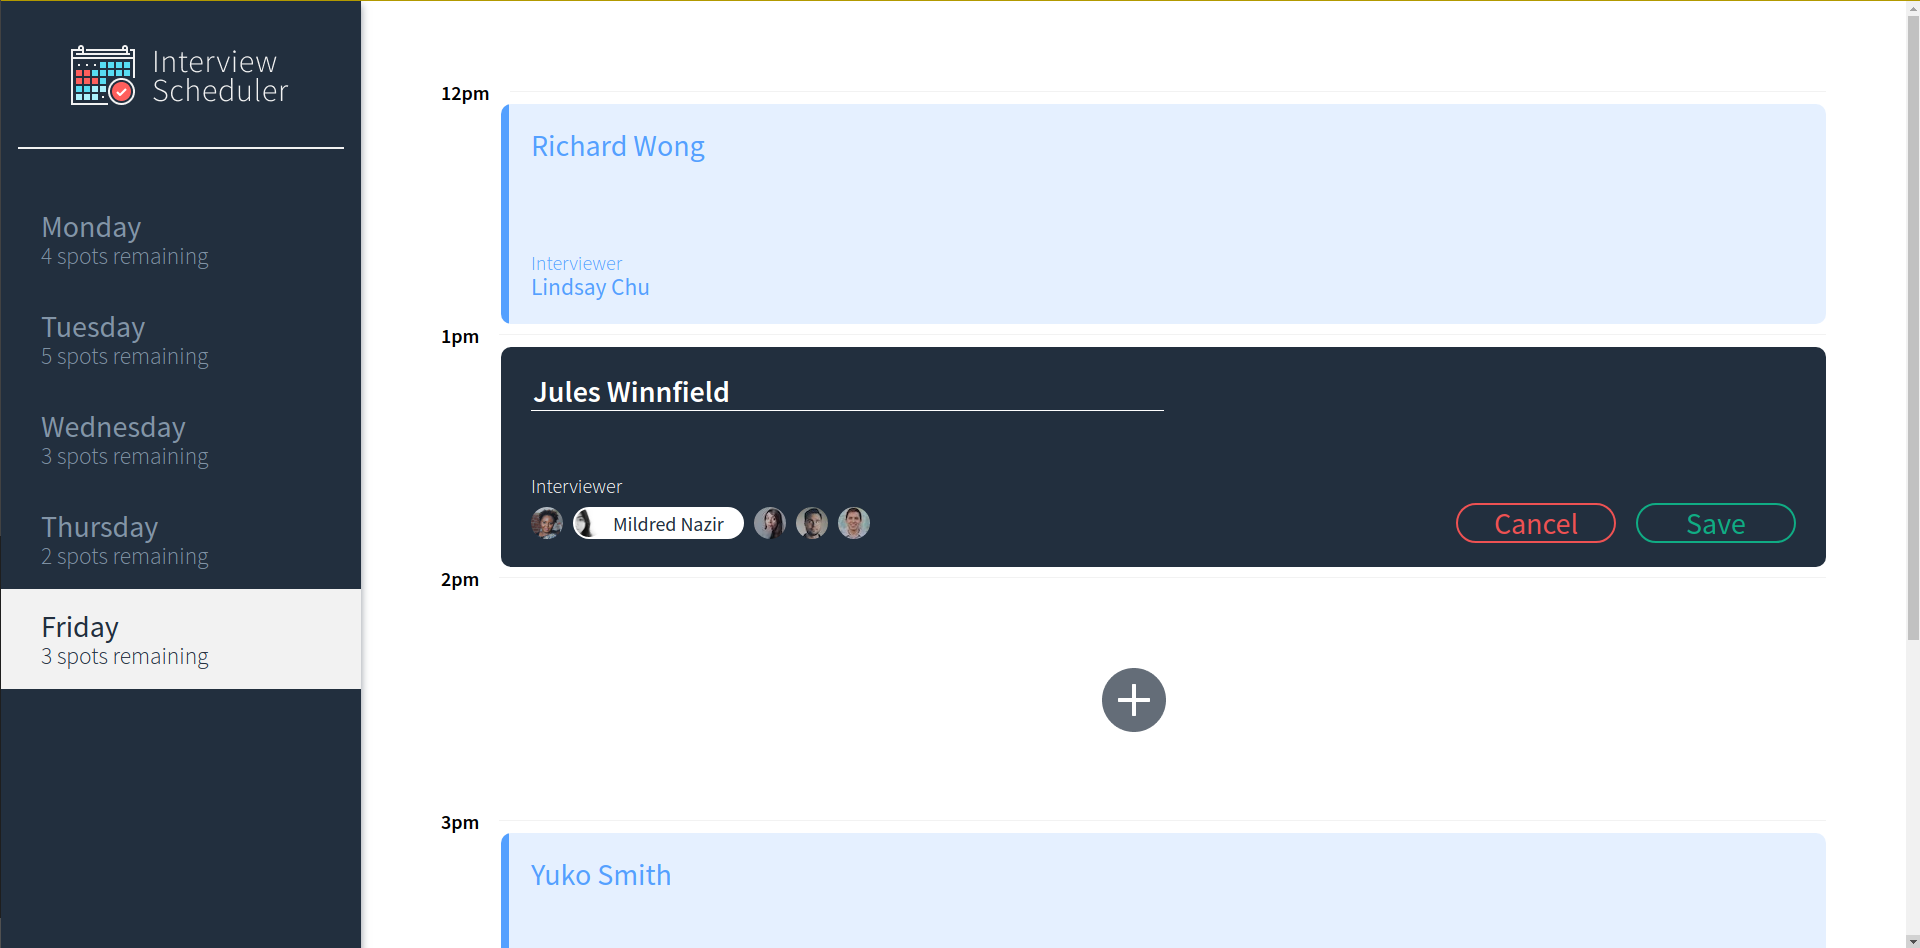 Interview
Scheduler
Monday
4 spots remaining
Tuesday
5 spots remaining
Wednesday
3 spots remaining
Thursday
2 spots remaining
Friday
3 spots remaining
12pm
Richard Wong
Interviewer
Lindsay Chu
1pm
Jules Winnfield
Interviewer
Mildred Nazir
Cancel
Save
2pm
3pm
Yuko Smith